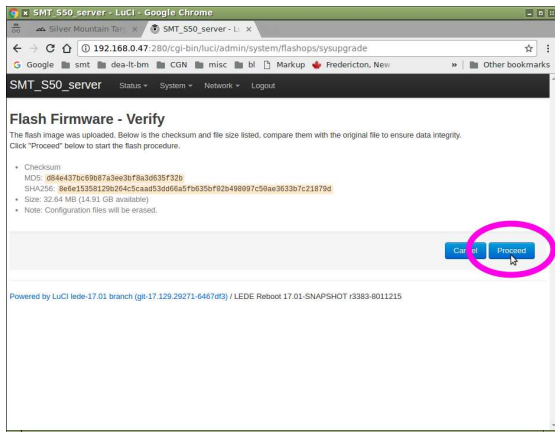 SMT_S50_server - LuCI - Google Chrome
Silver Mountain Targ × SMT_S50_server - Lu ×
192.168.0.47:280/cgi-bin/luci/admin/system/flashops/sysupgrade
Google smt dea-lt-bm CGN misc bl Markup Fredericton, New » Other bookmarks
SMT_S50_server Status System Network Logout
Flash Firmware - Verify
The flash image was uploaded. Below is the checksum and file size listed, compare them with the original file to ensure data integrity.
Click "Proceed" below to start the flash procedure.
• Checksum
MD5: d84e437bc69b87a3ee3bf8a3d635f32b
SHA256: 8e6e15358129b264c5caad53dd66a5fb635bf02b498097c50ae3633b7c21879d
• Size: 32.64 MB (14.91 GB available)
• Note: Configuration files will be erased.
Cancel Proceed
Powered by LuCI lede-17.01 branch (git-17.129.29271-6467df3) / LEDE Reboot 17.01-SNAPSHOT r3383-8011215